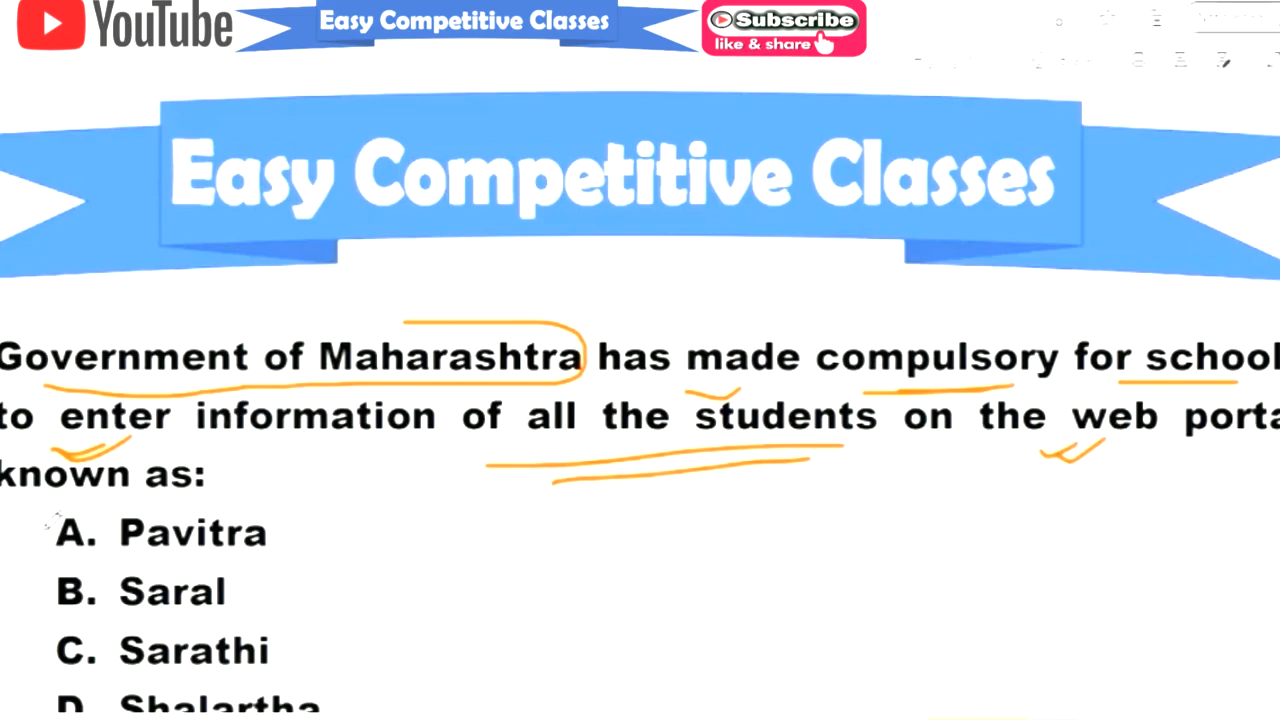 YouTube Easy Competitive Classes Subscribe
like & share
Easy Competitive Classes
Government of Maharashtra has made compulsory for school
to enter information of all the students on the web porta
known as:
A. Pavitra
B. Saral
C. Sarathi
D. Shalartha